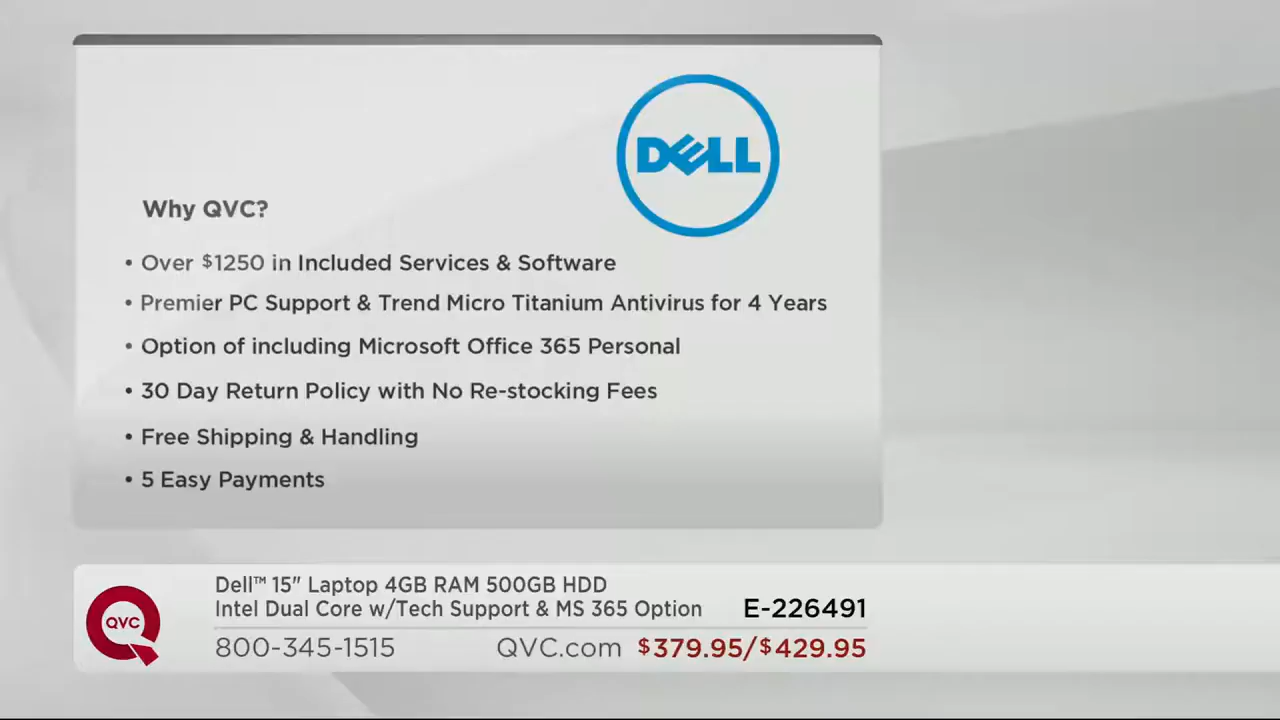 DELL
Why QVC?
• Over $1250 in Included Services & Software
• Premier PC Support & Trend Micro Titanium Antivirus for 4 Years
• Option of including Microsoft Office 365 Personal
• 30 Day Return Policy with No Re-stocking Fees
• Free Shipping & Handling
• 5 Easy Payments
QVC
Dell™ 15" Laptop 4GB RAM 500GB HDD
Intel Dual Core w/Tech Support & MS 365 Option E-226491
800-345-1515 QVC.com $379.95/$429.95